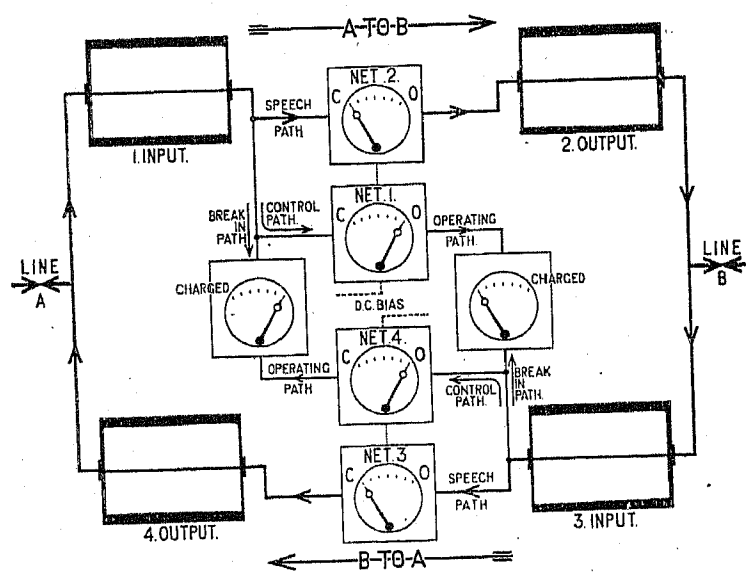 A TO B
NET.2.
C O
SPEECH
PATH
1. INPUT.
2. OUTPUT.
NET.1.
C O
BREAK
IN
PATH
CONTROL
PATH.
OPERATING
PATH.
LINE
A
LINE
B
CHARGED
CHARGED
D.C. BIAS
NET.4.
C O
OPERATING
PATH
CONTROL
PATH.
BREAK
IN
PATH.
NET.3
C O
SPEECH
PATH
4. OUTPUT.
3. INPUT.
B TO A